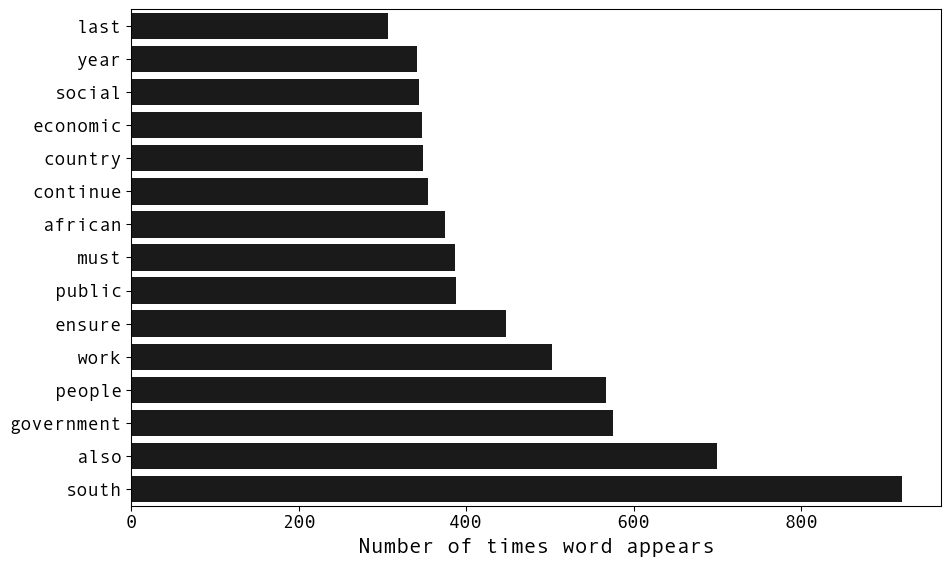 last
year
social
economic
country
continue
african
must
public
ensure
work
people
government
also
south
0 200 400 600 800
Number of times word appears